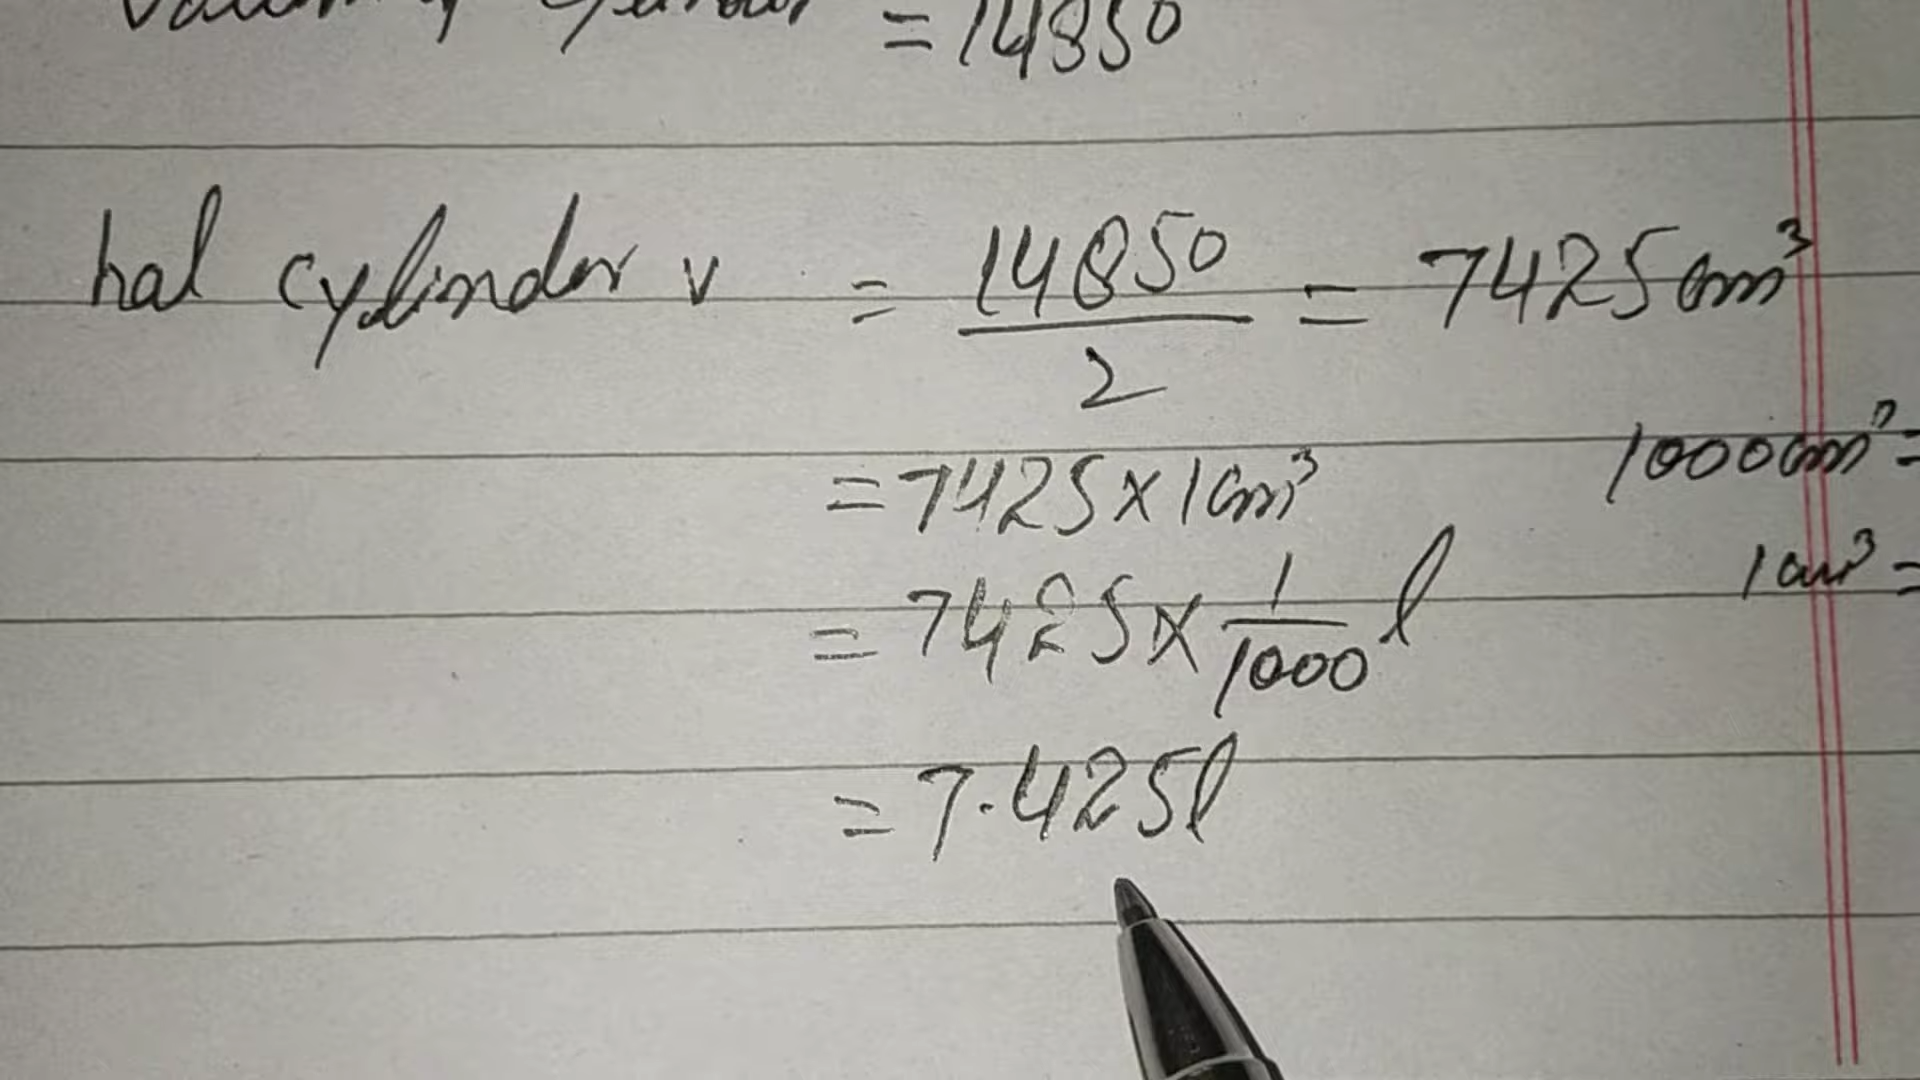 = 14850
hal cylinder v = 14850/2 = 7425 cm³
= 7425 × 1 cm³ 1000 cm³ =
= 7425 × 1/1000 l 1 cm³ =
= 7.425 l